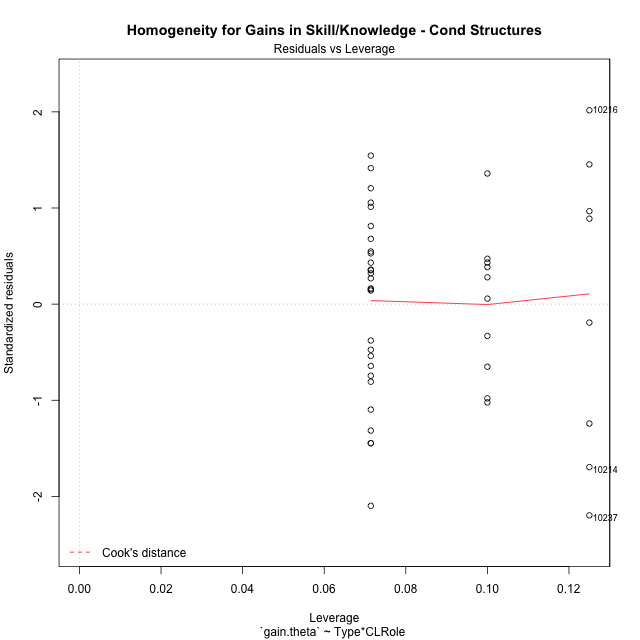 Homogeneity for Gains in Skill/Knowledge - Cond Structures
Residuals vs Leverage
10216
2
1
0
-1
-2
Standardized residuals
10214
10237
Cook's distance
0.00 0.02 0.04 0.06 0.08 0.10 0.12
Leverage
`gain.theta` ~ Type*CLRole